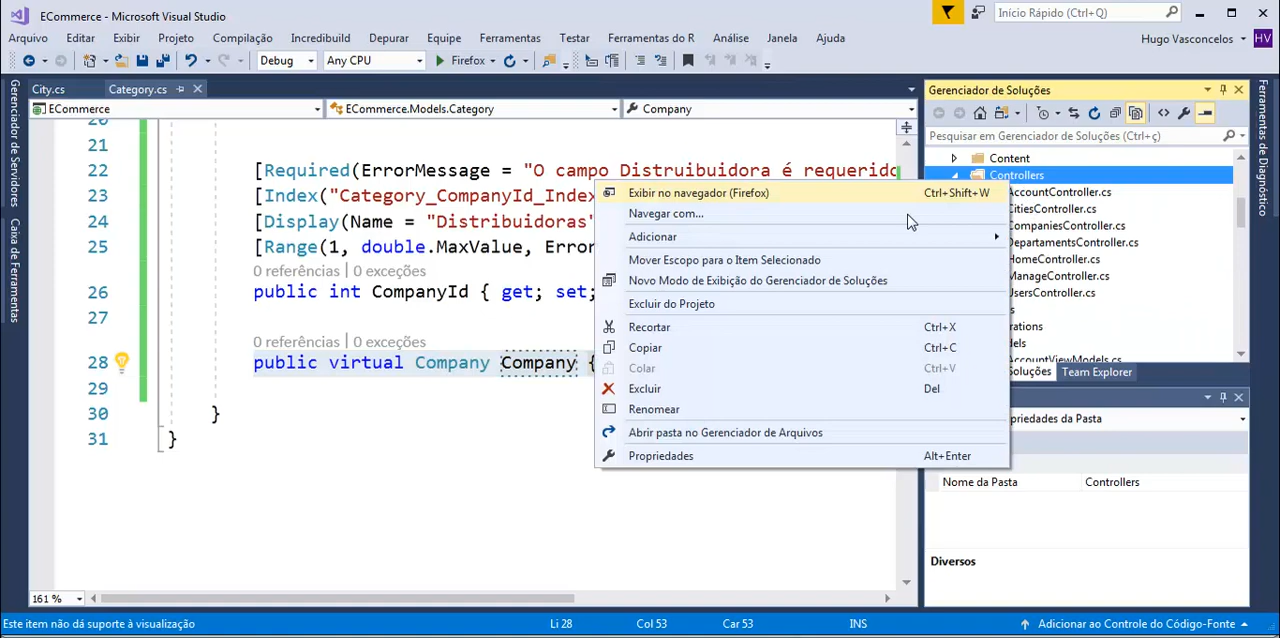 ECommerce - Microsoft Visual Studio
Início Rápido (Ctrl+Q)
Arquivo Editar Exibir Projeto Compilação Incredibuild Depurar Equipe Ferramentas Testar Ferramentas do R Análise Janela Ajuda
Hugo Vasconcelos HV
Debug Any CPU Firefox
City.cs Category.cs
ECommerce ECommerce.Models.Category Company
Gerenciador de Servidores
Caixa de Ferramentas
20
21
22 [Required(ErrorMessage = "O campo Distruibuidora é requerido
23 [Index("Category_CompanyId_Index
24 [Display(Name = "Distribuidoras"
25 [Range(1, double.MaxValue, Error
0 referências | 0 exceções
26 public int CompanyId { get; set;
27
0 referências | 0 exceções
28 public virtual Company Company {
29
30 }
31 }
161 %
Exibir no navegador (Firefox) Ctrl+Shift+W
Navegar com...
Adicionar
Mover Escopo para o Item Selecionado
Novo Modo de Exibição do Gerenciador de Soluções
Excluir do Projeto
Recortar Ctrl+X
Copiar Ctrl+C
Colar Ctrl+V
Excluir Del
Renomear
Abrir pasta no Gerenciador de Arquivos
Propriedades Alt+Enter
Gerenciador de Soluções
Pesquisar em Gerenciador de Soluções (Ctrl+ç)
Content
Controllers
AccountController.cs
CitiesController.cs
CompaniesController.cs
DepartamentsController.cs
HomeController.cs
ManageController.cs
UsersController.cs
s
rations
dels
AccountViewModels.cs
Soluções Team Explorer
priedades da Pasta
Nome da Pasta Controllers
Diversos
Ferramentas de Diagnóstico
Este item não dá suporte à visualização Li 28 Col 53 Car 53 INS Adicionar ao Controle do Código-Fonte